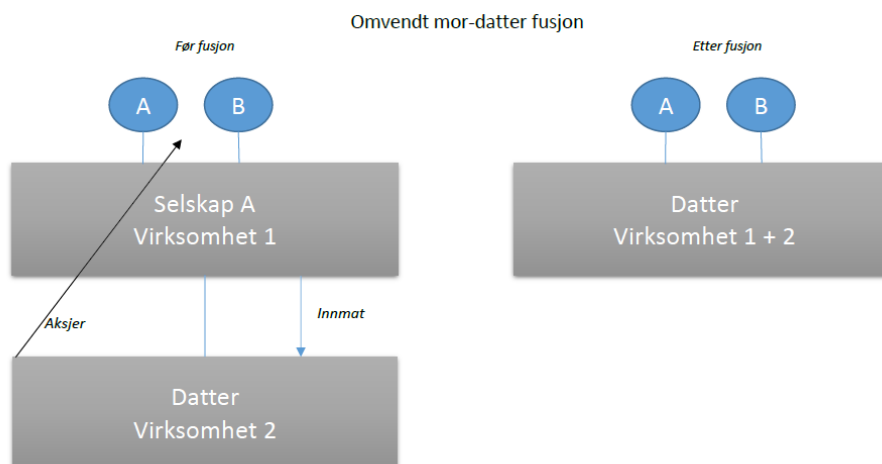 Omvendt mor-datter fusjon
Før fusjon
Etter fusjon
A
B
A
B
Selskap A
Virksomhet 1
Datter
Virksomhet 1 + 2
Aksjer
Innmat
Datter
Virksomhet 2